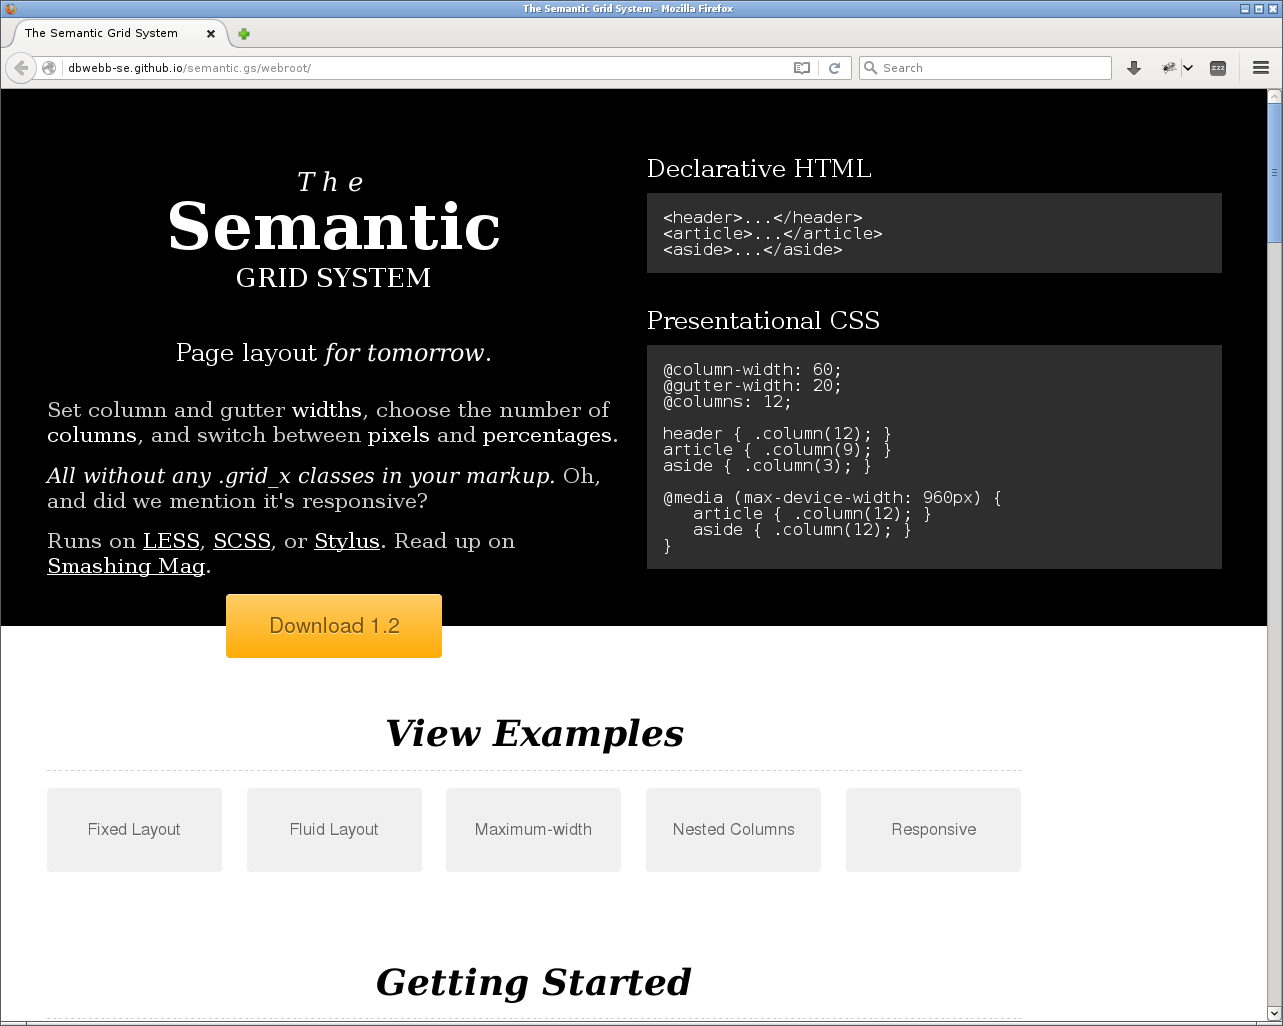 The Semantic Grid System - Mozilla Firefox
The Semantic Grid System
dbwebb-se.github.io/semantic.gs/webroot/
Search
zzz
The
Semantic
GRID SYSTEM
Page layout for tomorrow.
Set column and gutter widths, choose the number of
columns, and switch between pixels and percentages.
All without any .grid_x classes in your markup. Oh,
and did we mention it's responsive?
Runs on LESS, SCSS, or Stylus. Read up on
Smashing Mag.
Download 1.2
Declarative HTML
<header>...</header>
<article>...</article>
<aside>...</aside>
Presentational CSS
@column-width: 60;
@gutter-width: 20;
@columns: 12;
header { .column(12); }
article { .column(9); }
aside { .column(3); }
@media (max-device-width: 960px) {
article { .column(12); }
aside { .column(12); }
}
View Examples
Fixed Layout
Fluid Layout
Maximum-width
Nested Columns
Responsive
Getting Started